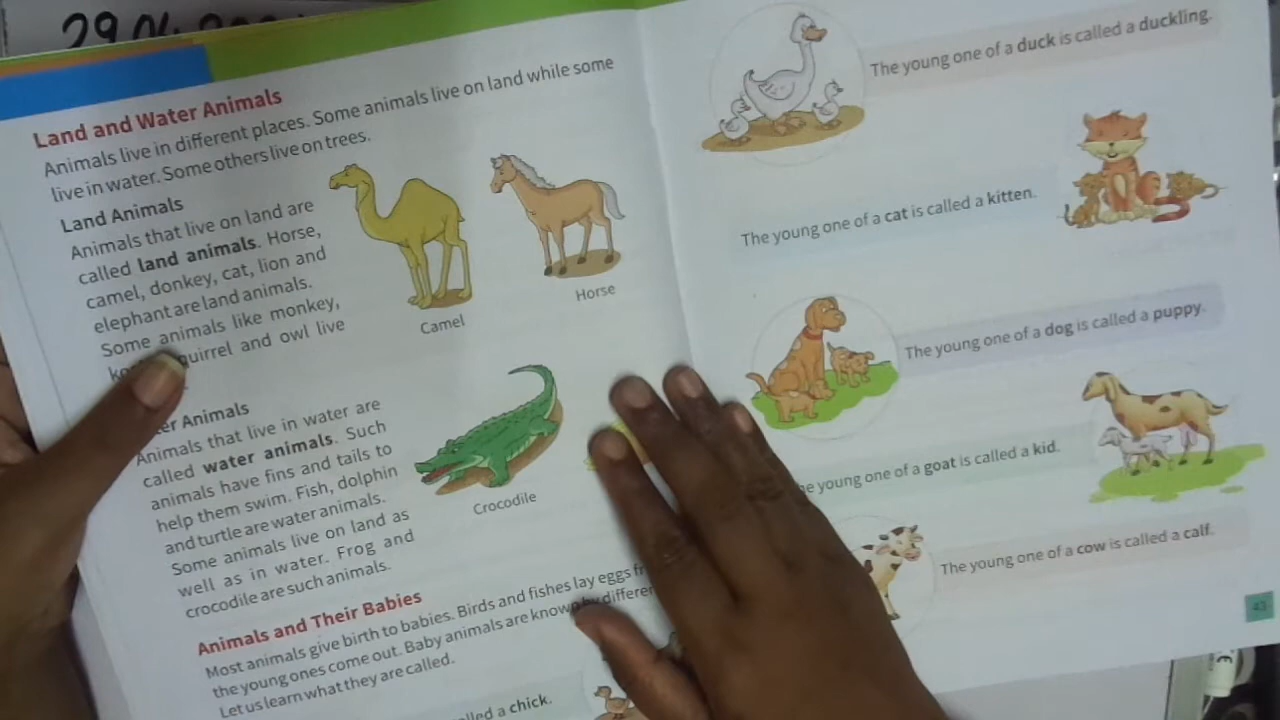 29.04
Land and Water Animals
Animals live in different places. Some animals live on land while some
live in water. Some others live on trees.
Land Animals
Animals that live on land are
called land animals. Horse,
camel, donkey, cat, lion and
elephant are land animals.
Some animals like monkey,
and owl live
Camel
Horse
Animals
Animals that live in water are
called water animals. Such
animals have fins and tails to
help them swim. Fish, dolphin
and turtle are water animals.
Some animals live on land as
well as in water. Frog and
crocodile are such animals.
Crocodile
Animals and Their Babies
Most animals give birth to babies. Birds and fishes lay eggs
the young ones come out. Baby animals are known by
Let us learn what they are called.
a chick.
The young one of a duck is called a duckling.
The young one of a cat is called a kitten.
The young one of a dog is called a puppy.
young one of a goat is called a kid.
The young one of a cow is called a calf.
43